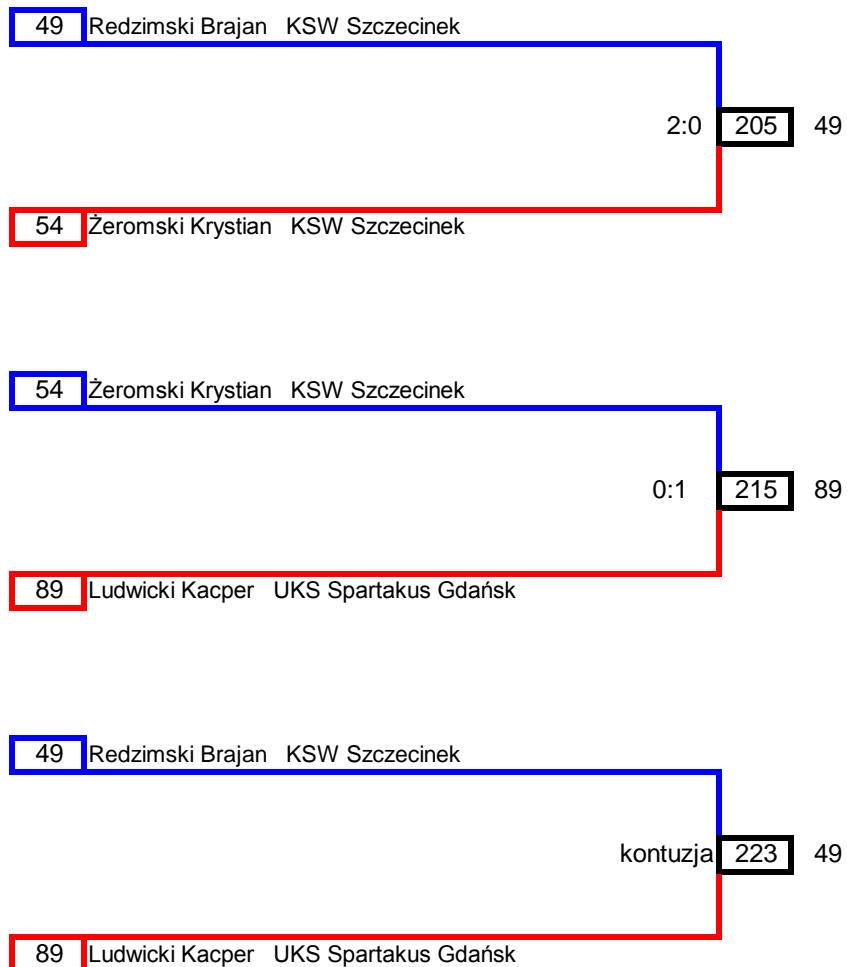 49 Redzimski Brajan KSW Szczecinek
2:0 205 49
54 Żeromski Krystian KSW Szczecinek
54 Żeromski Krystian KSW Szczecinek
0:1 215 89
89 Ludwicki Kacper UKS Spartakus Gdańsk
49 Redzimski Brajan KSW Szczecinek
kontuzja 223 49
89 Ludwicki Kacper UKS Spartakus Gdańsk